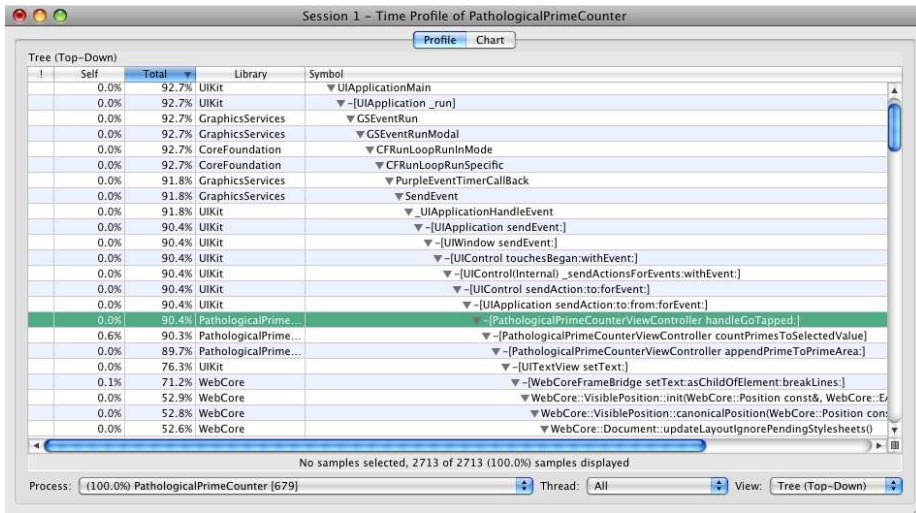 Session 1 - Time Profile of PathologicalPrimeCounter
Profile Chart
Tree (Top-Down)
! Self Total Library Symbol
0.0% 92.7% UIKit UIApplicationMain
0.0% 92.7% UIKit -[UIApplication _run]
0.0% 92.7% GraphicsServices GSEventRun
0.0% 92.7% GraphicsServices GSEventRunModal
0.0% 92.7% CoreFoundation CFRunLoopRunInMode
0.0% 92.7% CoreFoundation CFRunLoopRunSpecific
0.0% 91.8% GraphicsServices PurpleEventTimerCallBack
0.0% 91.8% GraphicsServices SendEvent
0.0% 91.8% UIKit _UIApplicationHandleEvent
0.0% 90.4% UIKit -[UIApplication sendEvent:]
0.0% 90.4% UIKit -[UIWindow sendEvent:]
0.0% 90.4% UIKit -[UIControl touchesBegan:withEvent:]
0.0% 90.4% UIKit -[UIControl(Internal) _sendActionsForEvents:withEvent:]
0.0% 90.4% UIKit -[UIControl sendAction:to:forEvent:]
0.0% 90.4% UIKit -[UIApplication sendAction:to:from:forEvent:]
0.0% 90.4% PathologicalPrime... -[PathologicalPrimeCounterViewController handleGoTapped:]
0.6% 90.3% PathologicalPrime... -[PathologicalPrimeCounterViewController countPrimesToSelectedValue]
0.0% 89.7% PathologicalPrime... -[PathologicalPrimeCounterViewController appendPrimeToPrimeArea:]
0.0% 76.3% UIKit -[UITextView setText:]
0.1% 71.2% WebCore -[WebCoreFrameBridge setText:asChildOfElement:breakLines:]
0.0% 52.9% WebCore WebCore::VisiblePosition::init(WebCore::Position const&, WebCore::EA
0.0% 52.8% WebCore WebCore::VisiblePosition::canonicalPosition(WebCore::Position cons
0.0% 52.6% WebCore WebCore::Document::updateLayoutIgnorePendingStylesheets()
No samples selected, 2713 of 2713 (100.0%) samples displayed
Process: (100.0%) PathologicalPrimeCounter [679] Thread: All View: Tree (Top-Down)